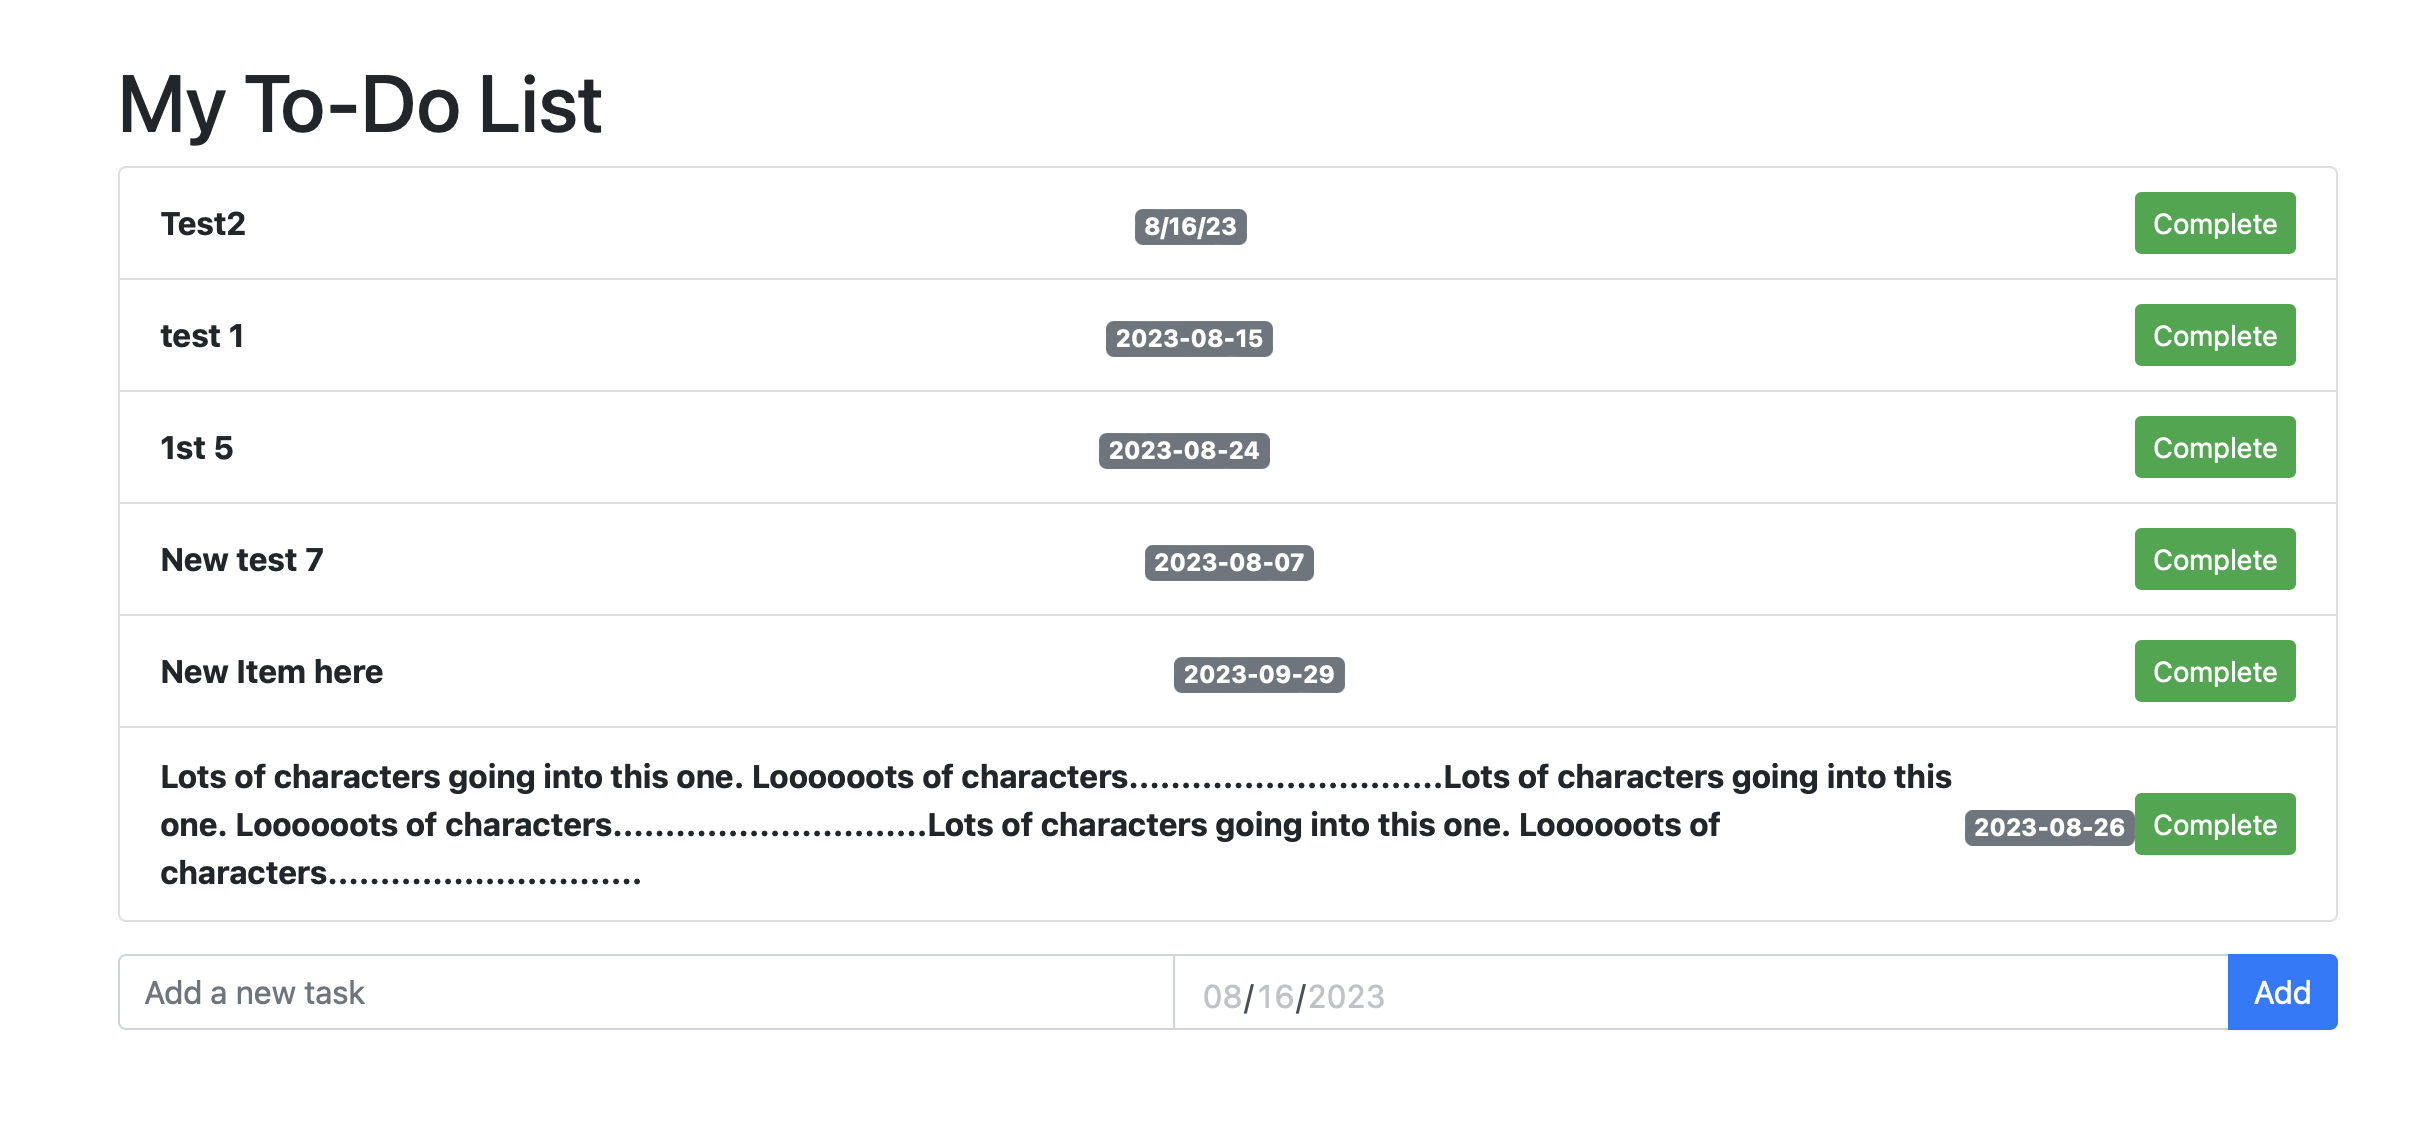 My To-Do List
Test2 8/16/23 Complete
test 1 2023-08-15 Complete
1st 5 2023-08-24 Complete
New test 7 2023-08-07 Complete
New Item here 2023-09-29 Complete
Lots of characters going into this one. Loooooots of characters..............................Lots of characters going into this
one. Loooooots of characters..............................Lots of characters going into this one. Loooooots of
characters..............................
2023-08-26 Complete
Add a new task 08/16/2023 Add